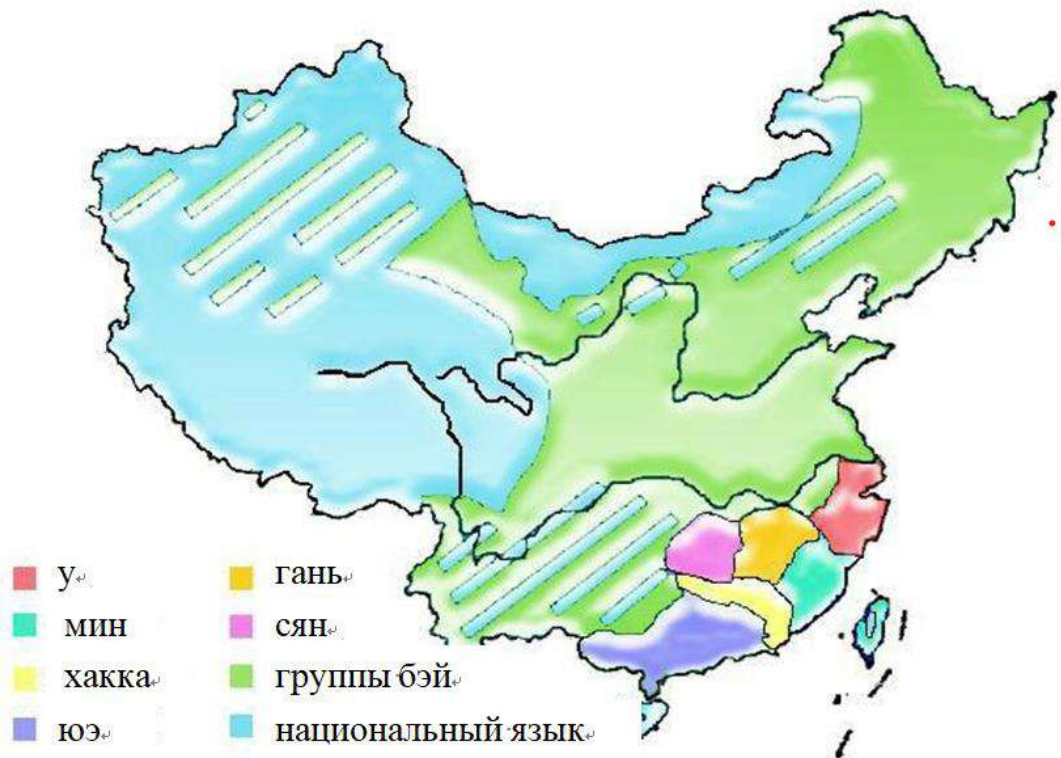 у
мин
хакка
юэ
гань
сян
группы бэй
национальный язык